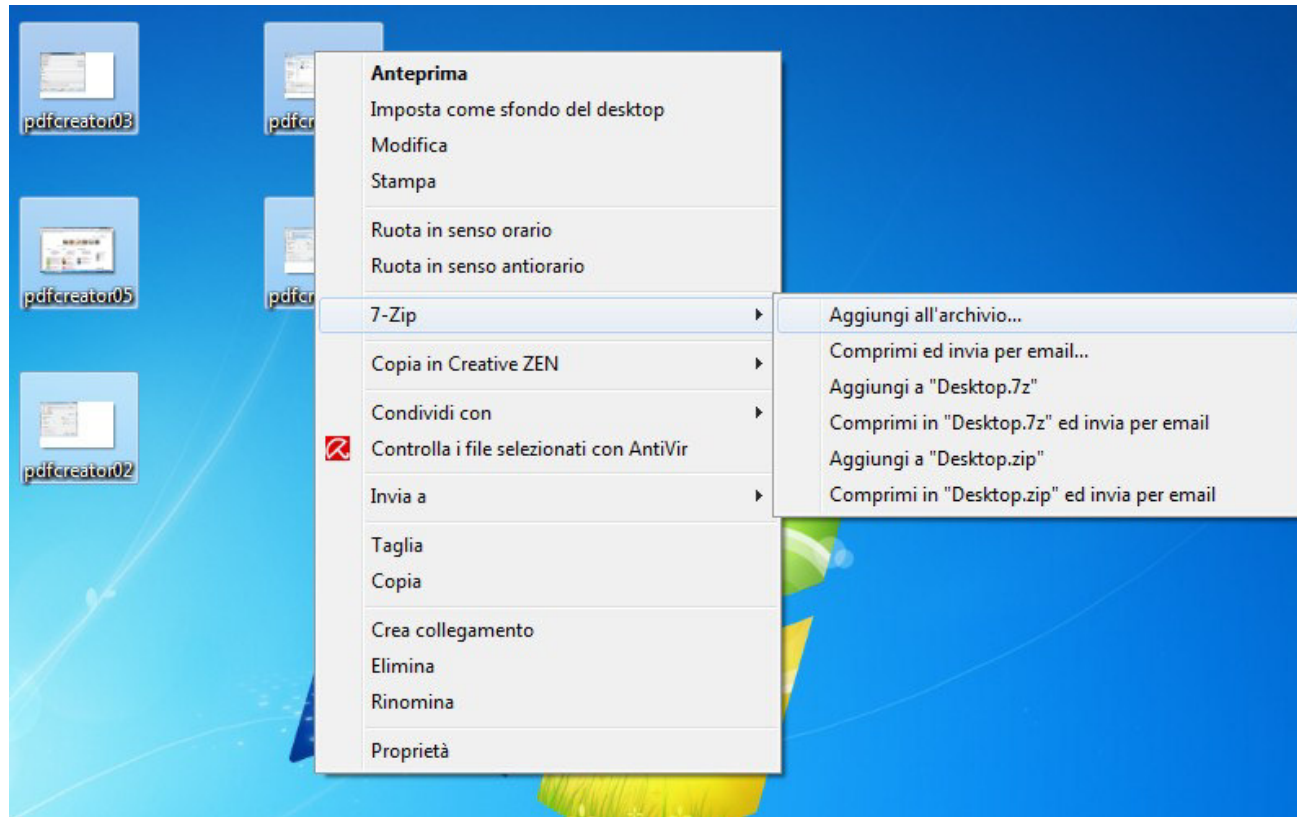 pdfcreator03
pdfcr
pdfcreator05
pdfcr
pdfcreator02
Anteprima
Imposta come sfondo del desktop
Modifica
Stampa
Ruota in senso orario
Ruota in senso antiorario
7-Zip
Copia in Creative ZEN
Condividi con
Controlla i file selezionati con AntiVir
Invia a
Taglia
Copia
Crea collegamento
Elimina
Rinomina
Proprietà
Aggiungi all'archivio...
Comprimi ed invia per email...
Aggiungi a "Desktop.7z"
Comprimi in "Desktop.7z" ed invia per email
Aggiungi a "Desktop.zip"
Comprimi in "Desktop.zip" ed invia per email